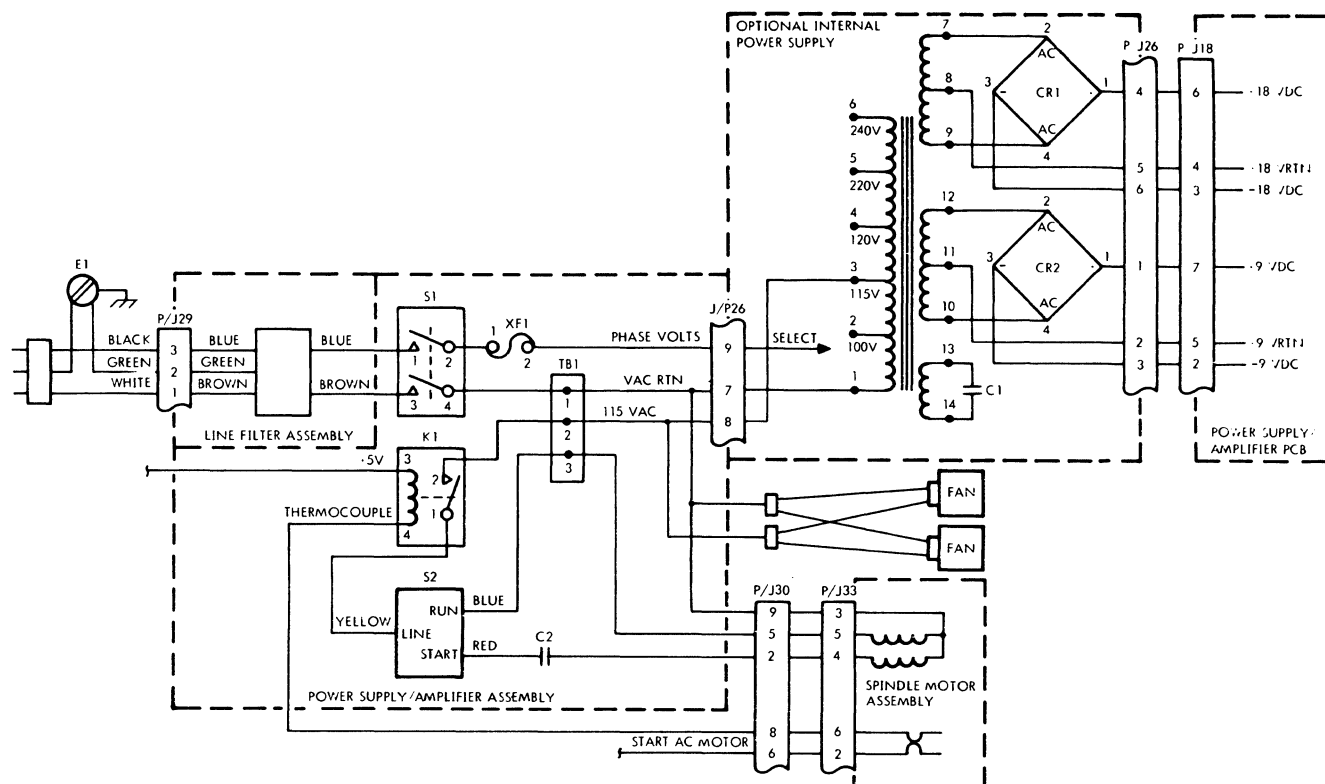 OPTIONAL INTERNAL
POWER SUPPLY
7
8
9
2
AC
3
-
CR1
1
AC
4
P J26
P J18
4
6
18 VDC
5
4
18 VRTN
6
3
-18 VDC
6
240V
5
220V
4
120V
3
115V
2
100V
1
12
11
10
2
AC
3
-
CR2
1
AC
4
1
7
9 VDC
2
5
9 VRTN
3
2
-9 VDC
13
14
C1
POWER SUPPLY/
AMPLIFIER PCB
E1
P/J29
BLACK
3
BLUE
GREEN
2
GREEN
WHITE
1
BROWN
BLUE
BROWN
LINE FILTER ASSEMBLY
S1
1
2
3
4
XF1
1
2
PHASE VOLTS
J/P26
9
SELECT
7
8
TB1
1
2
3
VAC RTN
115 VAC
K1
5V
3
2
1
4
THERMOCOUPLE
S2
RUN
BLUE
YELLOW
LINE
START
RED
C2
POWER SUPPLY/AMPLIFIER ASSEMBLY
FAN
FAN
P/J30
P/J33
9
3
5
5
2
4
SPINDLE MOTOR
ASSEMBLY
8
6
START AC MOTOR
6
2